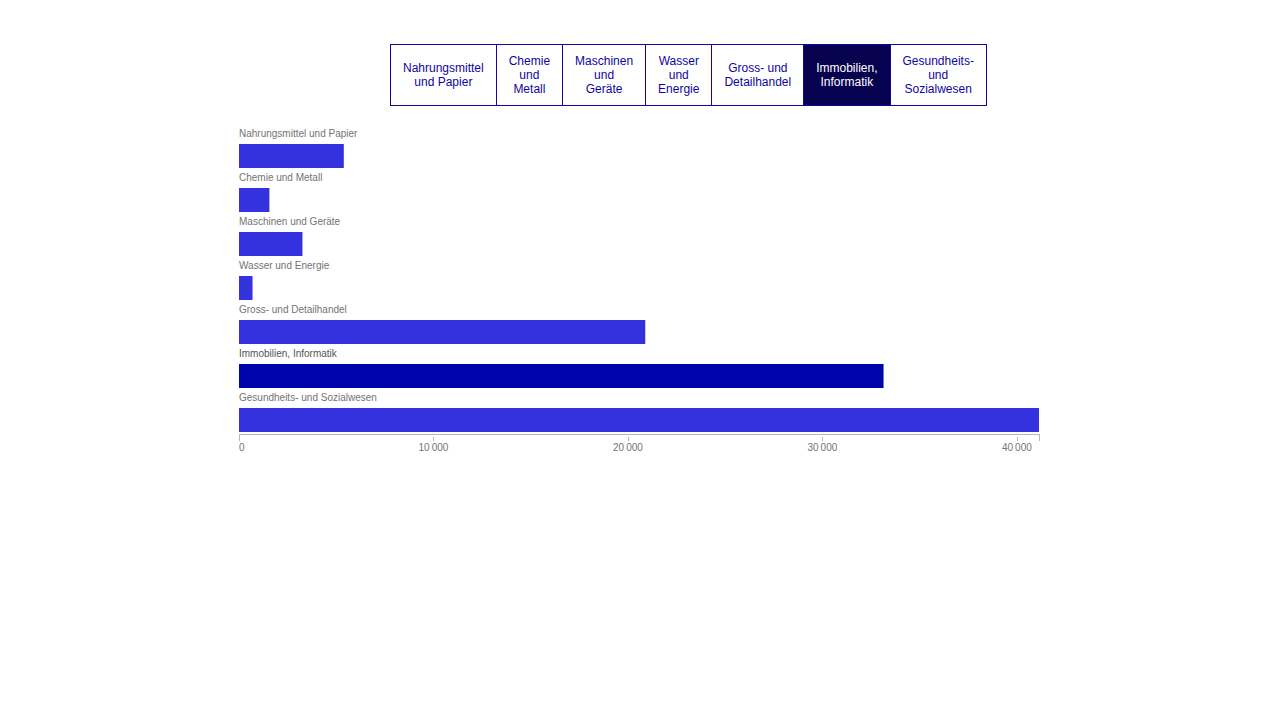 Nahrungsmittel
und Papier
Chemie
und
Metall
Maschinen
und
Geräte
Wasser
und
Energie
Gross- und
Detailhandel
Immobilien,
Informatik
Gesundheits-
und
Sozialwesen
Nahrungsmittel und Papier
Chemie und Metall
Maschinen und Geräte
Wasser und Energie
Gross- und Detailhandel
Immobilien, Informatik
Gesundheits- und Sozialwesen
0 10 000 20 000 30 000 40 000